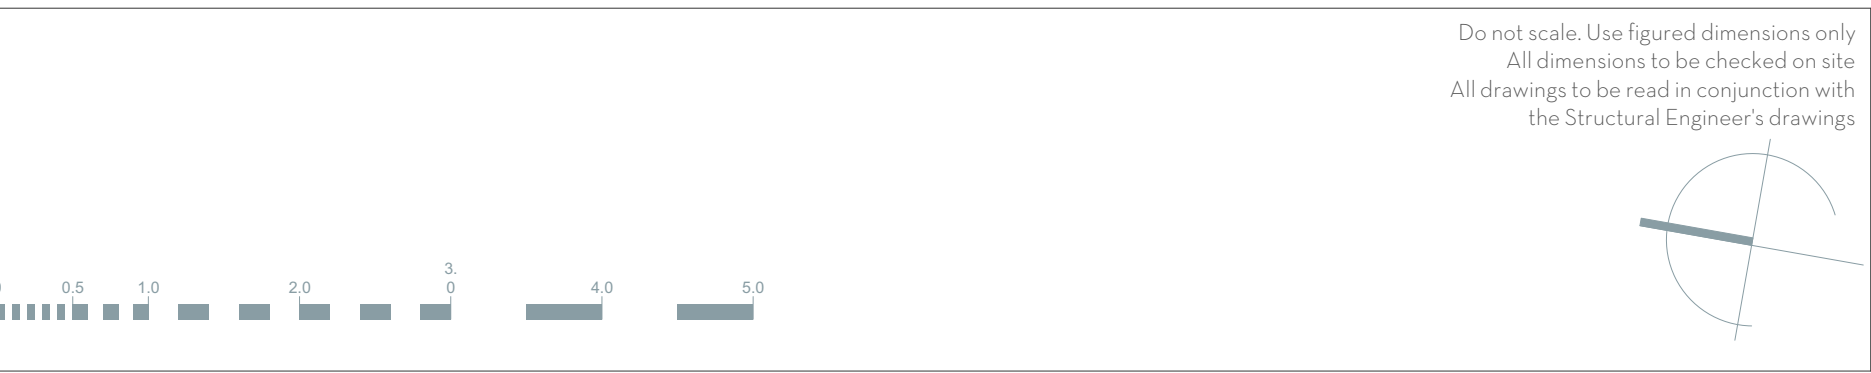 Do not scale. Use figured dimensions only
All dimensions to be checked on site
All drawings to be read in conjunction with
the Structural Engineer's drawings
3.
0.5 1.0 2.0 0 4.0 5.0